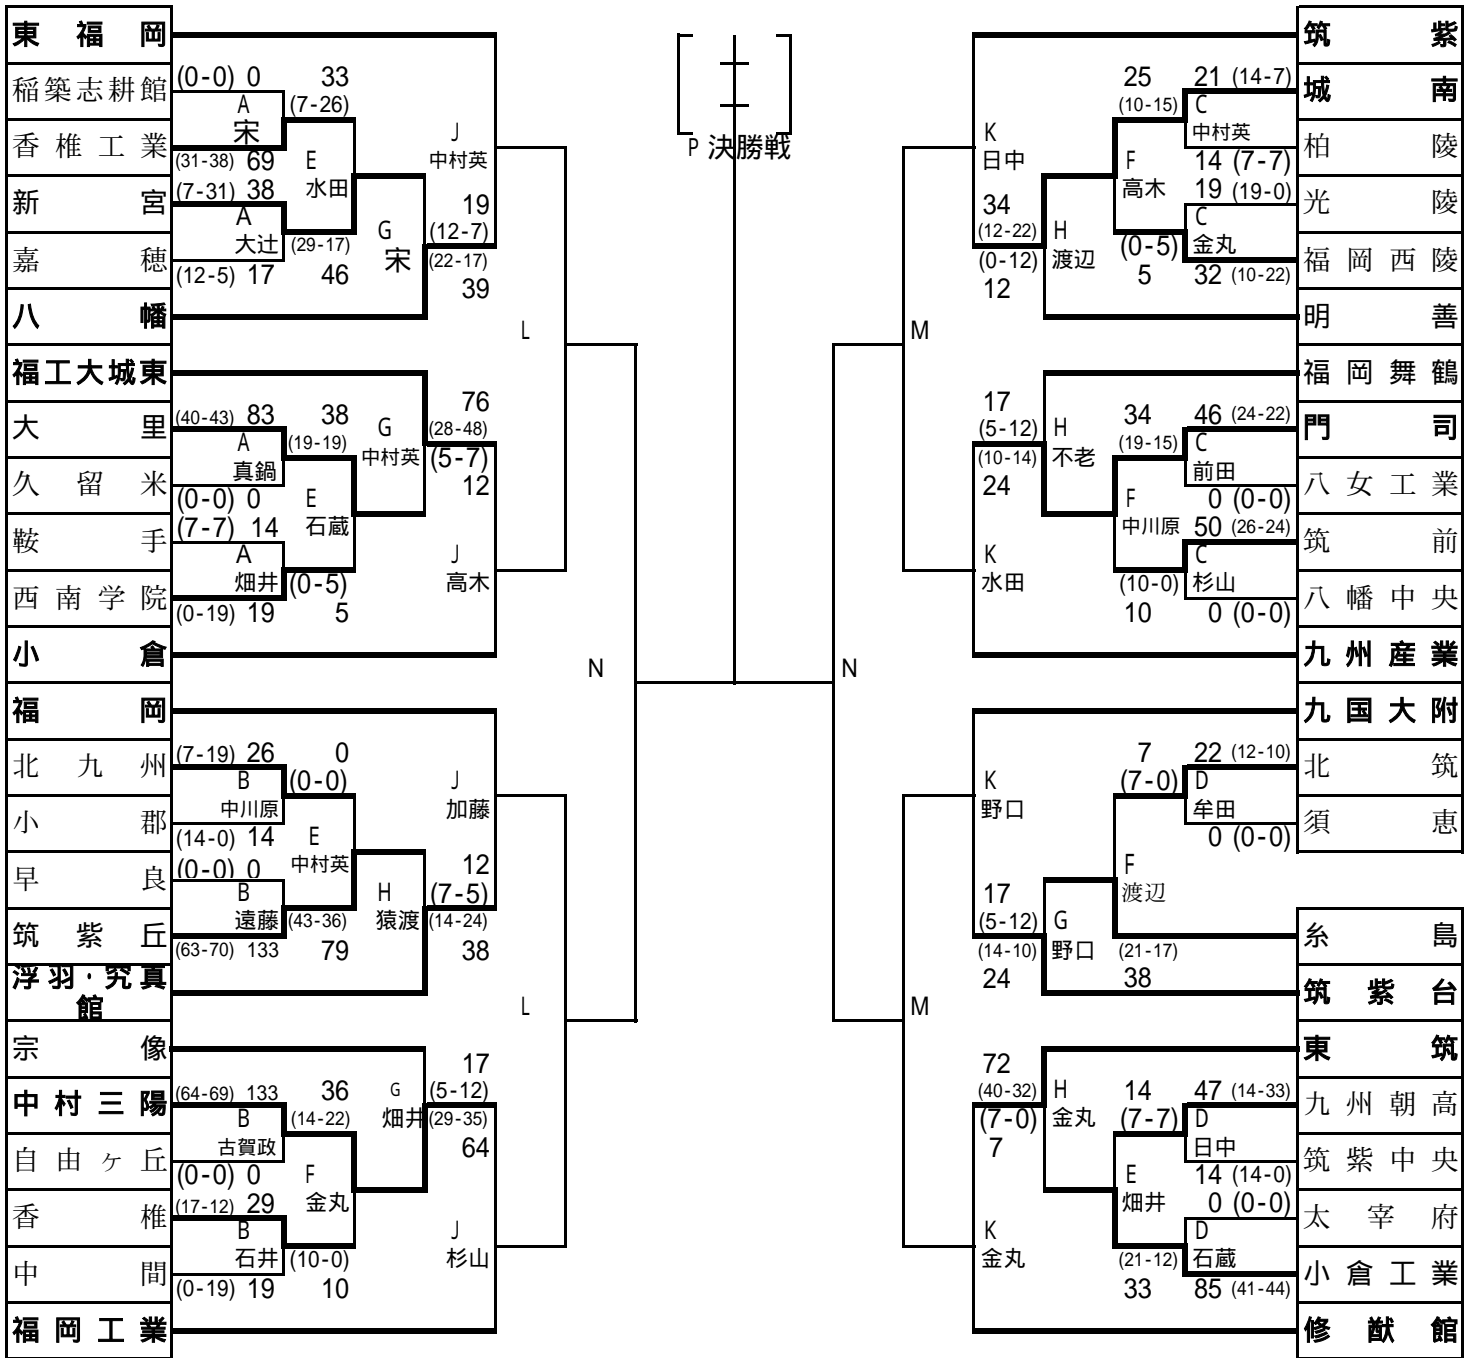 東福岡
稲築志耕館
香椎工業
新宮
嘉穂
八幡
福工大城東
大里
久留米
鞍手
西南学院
小倉
福岡
北九州
小郡
早良
筑紫丘
浮羽・究真
館
宗像
中村三陽
自由ヶ丘
香椎
中間
福岡工業
(0-0) 0
A
宋
(31-38) 69
(7-31) 38
A
大辻
(12-5) 17
33
(7-26)
E
水田
(29-17)
46
G
宋
J
中村英
19
(12-7)
(22-17)
39
(40-43) 83
A
真鍋
(0-0) 0
(7-7) 14
A
畑井
(0-19) 19
38
(19-19)
E
石蔵
(0-5)
5
G
中村英
76
(28-48)
(5-7)
12
J
高木
L
(7-19) 26
B
中川原
(14-0) 14
(0-0) 0
B
遠藤
(63-70) 133
0
(0-0)
E
中村英
(43-36)
79
H
猿渡
J
加藤
12
(7-5)
(14-24)
38
(64-69) 133
B
古賀政
(0-0) 0
(17-12) 29
B
石井
(0-19) 19
36
(14-22)
F
金丸
(10-0)
10
G
畑井
17
(5-12)
(29-35)
64
J
杉山
L
N
P 決勝戦
N
K
日中
34
(12-22)
(0-12)
12
H
渡辺
25
(10-15)
F
高木
(0-5)
5
21 (14-7)
C
中村英
14 (7-7)
19 (19-0)
C
金丸
32 (10-22)
M
17
(5-12)
(10-14)
24
K
水田
H
不老
34
(19-15)
F
中川原
(10-0)
10
46 (24-22)
C
前田
0 (0-0)
50 (26-24)
C
杉山
0 (0-0)
K
野口
17
(5-12)
(14-10)
24
G
野口
7
(7-0)
F
渡辺
(21-17)
38
22 (12-10)
D
牟田
0 (0-0)
M
72
(40-32)
(7-0)
7
K
金丸
H
金丸
14
(7-7)
E
畑井
(21-12)
33
47 (14-33)
D
日中
14 (14-0)
0 (0-0)
D
石蔵
85 (41-44)
筑紫
城南
柏陵
光陵
福岡西陵
明善
福岡舞鶴
門司
八女工業
筑前
八幡中央
九州産業
九国大附
北筑
須恵
糸島
筑紫台
東筑
九州朝高
筑紫中央
太宰府
小倉工業
修猷館